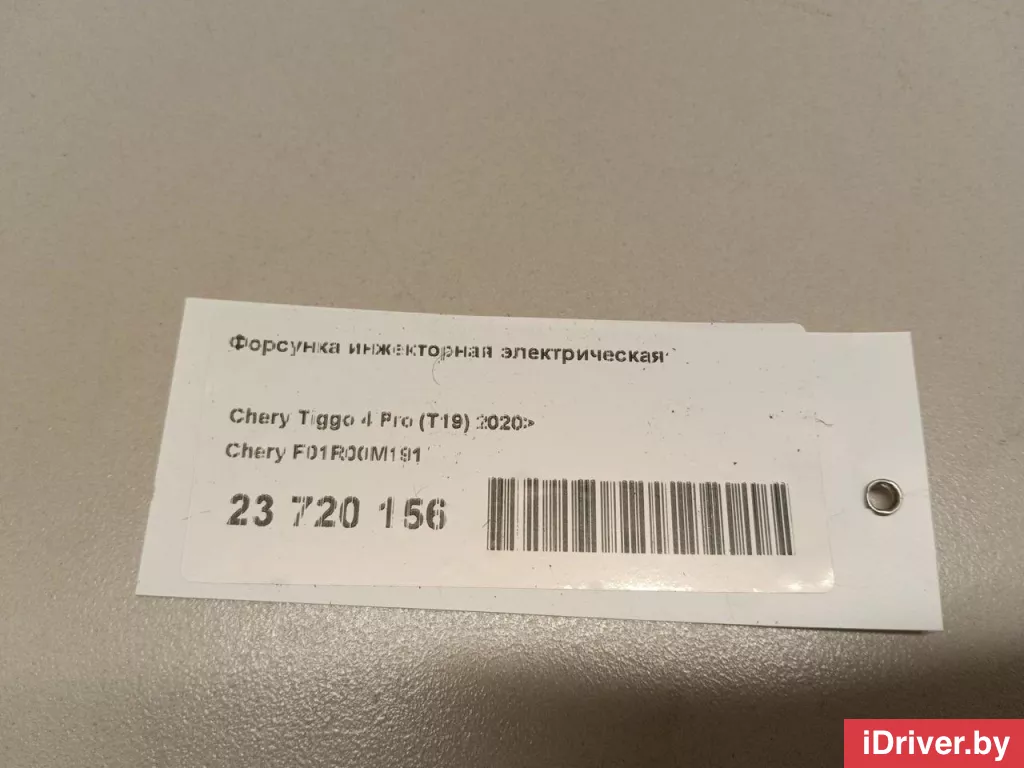 Форсунка инжекторная электрическая
Chery Tiggo 4 Pro (T19) 2020>
Chery F01R00M191
23 720 156
iDriver.by